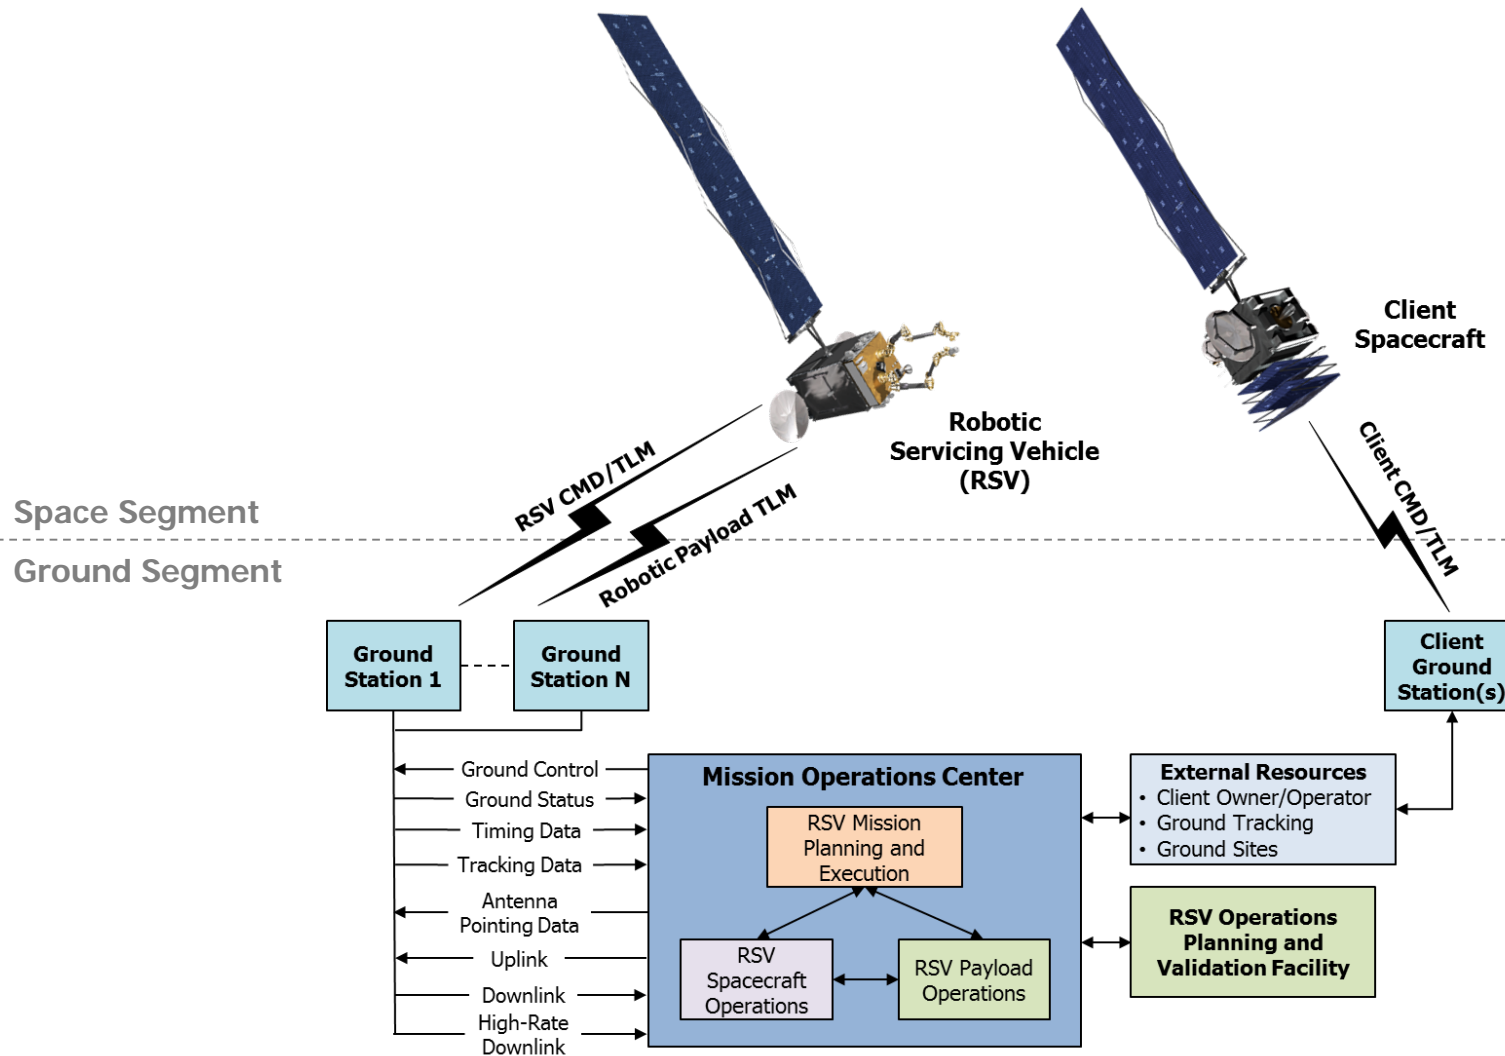 Client
Spacecraft
Robotic
Servicing Vehicle
(RSV)
RSV CMD/TLM
Robotic Payload TLM
Client CMD/TLM
Space Segment
Ground Segment
Ground
Station 1
Ground
Station N
Client
Ground
Station(s)
Ground Control
Ground Status
Timing Data
Tracking Data
Antenna
Pointing Data
Uplink
Downlink
High-Rate
Downlink
Mission Operations Center
RSV Mission
Planning and
Execution
RSV
Spacecraft
Operations
RSV Payload
Operations
External Resources
• Client Owner/Operator
• Ground Tracking
• Ground Sites
RSV Operations
Planning and
Validation Facility